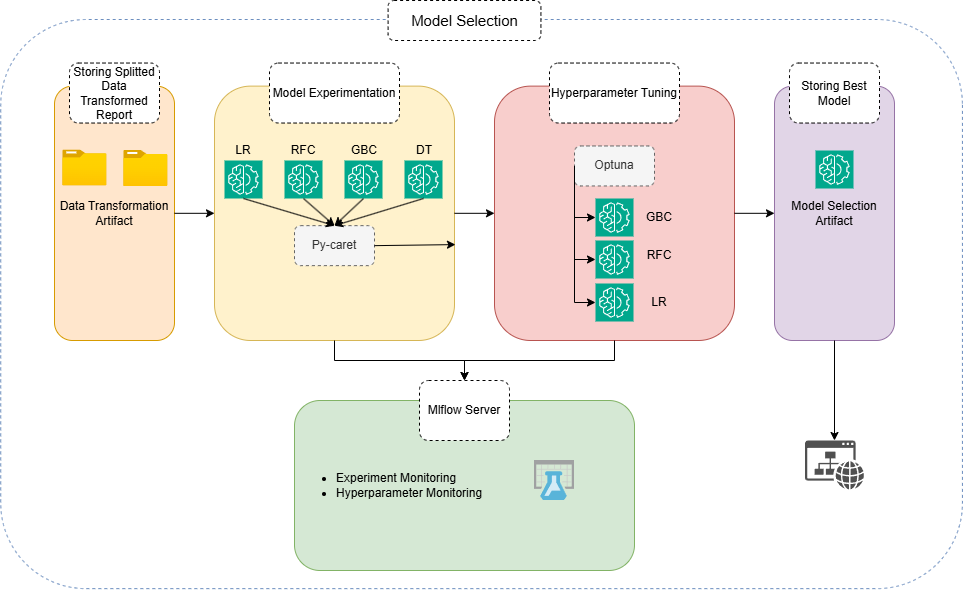 Model Selection
Storing Splitted
Data
Transformed
Report
Model Experimentation
Hyperparameter Tuning
Storing Best
Model
LR
RFC
GBC
DT
Py-caret
Data Transformation
Artifact
Optuna
GBC
RFC
LR
Model Selection
Artifact
Mlflow Server
• Experiment Monitoring
• Hyperparameter Monitoring